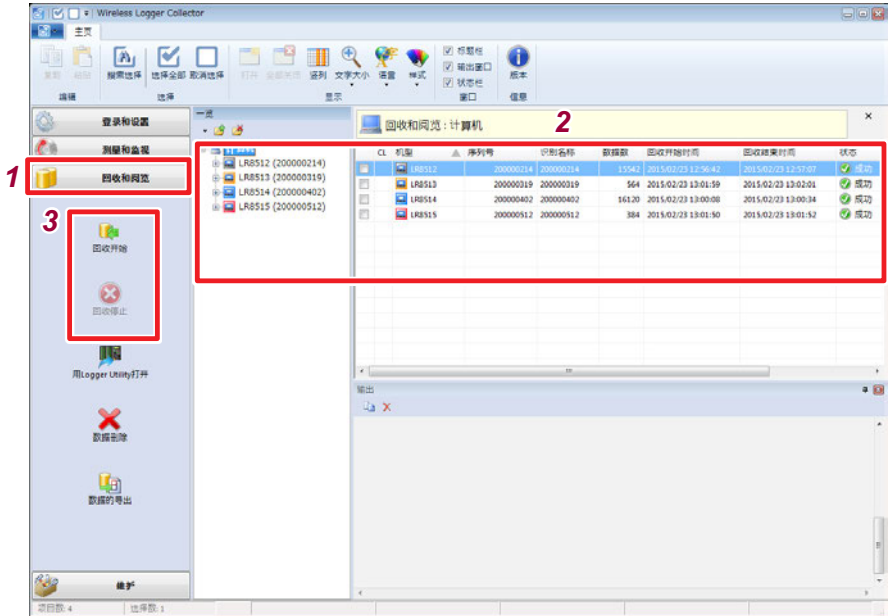 Wireless Logger Collector
主页
复制 粘贴 搜索选择 选择全部 取消选择 打开 全部关闭 逐列 文字大小 语言 样式 版本
标题栏
输出窗口
状态栏
编辑 选择 显示 窗口 信息
登录和设置
测量和监视
1
回收和阅览
3
回收开始
回收停止
用Logger Utility打开
数据删除
数据的导出
维护
一览
计算机
LR8512 (200000214)
LR8513 (200000319)
LR8514 (200000402)
LR8515 (200000512)
回收和阅览 : 计算机
2
CL 机型 序列号 识别名称 数据数 回收开始时间 回收结束时间 状态
LR8512 200000214 200000214 15542 2015/02/23 12:56:42 2015/02/23 12:57:07 成功
LR8513 200000319 200000319 564 2015/02/23 13:01:59 2015/02/23 13:02:01 成功
LR8514 200000402 200000402 16120 2015/02/23 13:00:08 2015/02/23 13:00:34 成功
LR8515 200000512 200000512 384 2015/02/23 13:01:50 2015/02/23 13:01:52 成功
输出
项目数: 4 选择数: 1